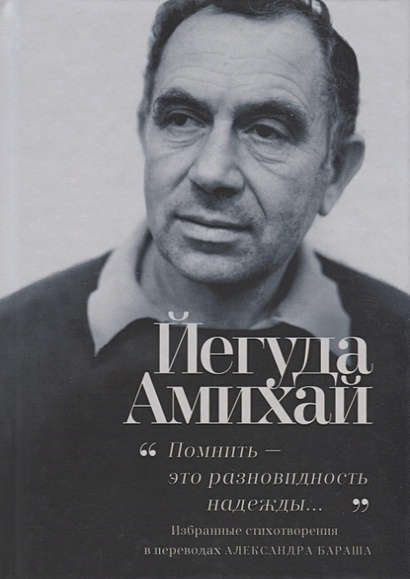 Йегуда
Амихай
“ Помнить —
это разновидность
надежды... ”
Избранные стихотворения
в переводах АЛЕКСАНДРА БАРАША